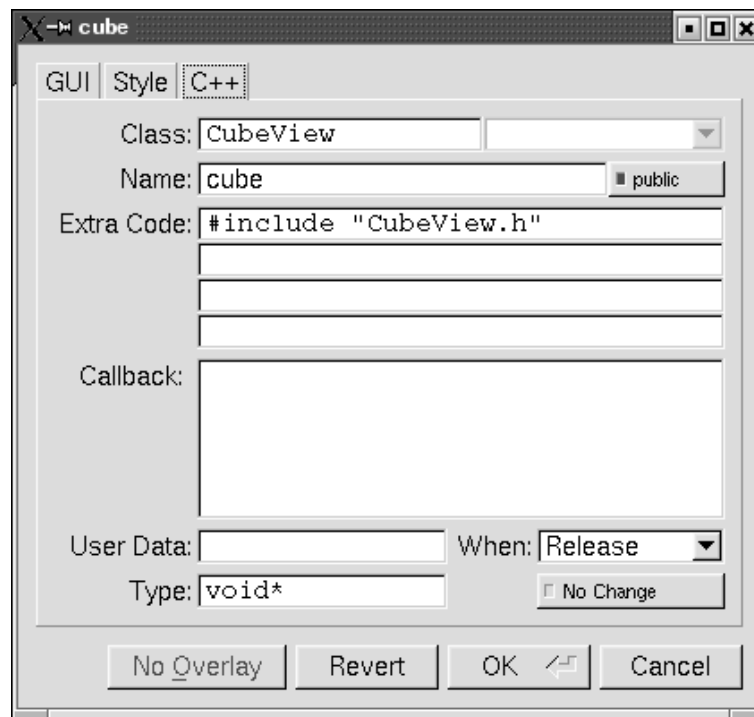 cube
GUI Style C++
Class: CubeView
Name: cube public
Extra Code: #include "CubeView.h"
Callback:
User Data: When: Release
Type: void* No Change
No Overlay Revert OK Cancel